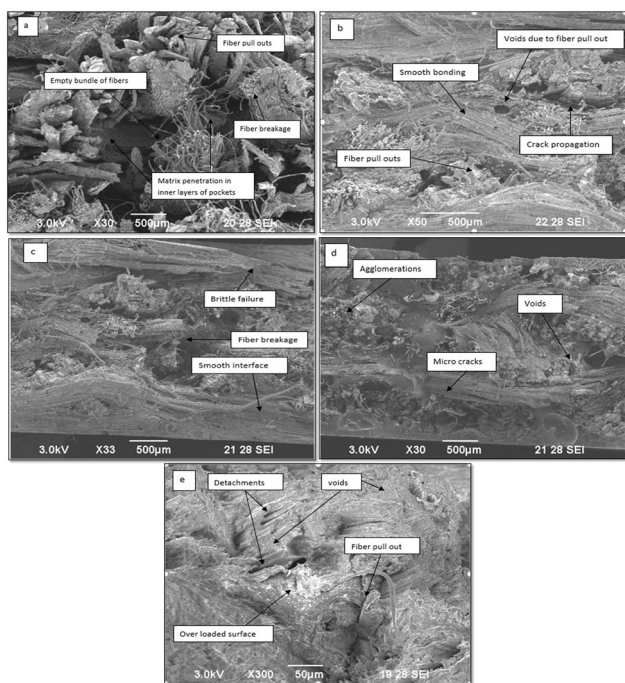 a
Fiber pull outs
Empty bundle of fibers
Fiber breakage
Matrix penetration in
inner layers of pockets
3.0kV X30 500µm 20 28 SEI
b
Voids due to fiber pull out
Smooth bonding
Crack propagation
Fiber pull outs
3.0kV X60 500µm 22 28 SEI
c
Brittle failure
Fiber breakage
Smooth interface
3.0kV X33 500µm 21 28 SEI
d
Agglomerations
Voids
Micro cracks
3.0kV X30 500µm 21 28 SEI
e
Detachments
voids
Fiber pull out
Over loaded surface
3.0kV X300 50µm 19 28 SEI